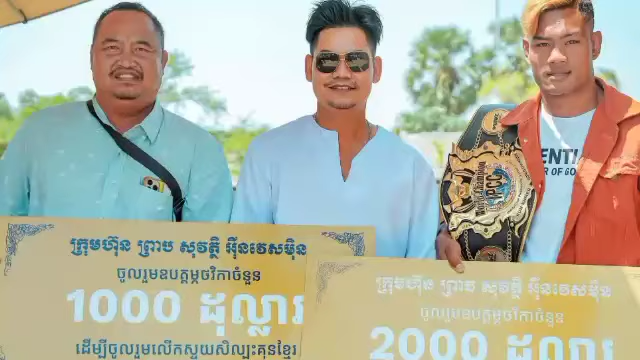 ក្រុមហ៊ុន ព្រាប សុវត្ថិ អ៊ីនវេសម៉ិន
ចូលរួមឧបត្ថម្ភថវិកាចំនួន
1000 ដុល្លារ
ដើម្បីចូលរួមលើកស្ទួយសិល្បះគុនខ្មែរ
ក្រុមហ៊ុន ព្រាប សុវត្ថិ អ៊ីនវេសម៉ិន
ចូលរួមឧបត្ថម្ភថវិកាចំនួន
2000 ដុល្លារ